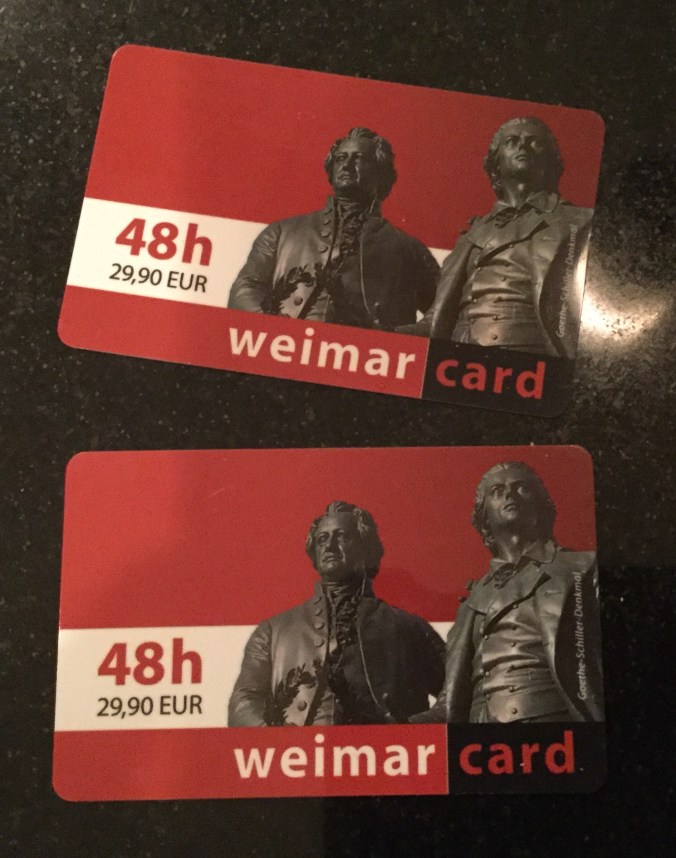 48h
29,90 EUR
weimar card
Goethe-Schiller-Denkmal
48h
29,90 EUR
weimar card
Goethe-Schiller-Denkmal